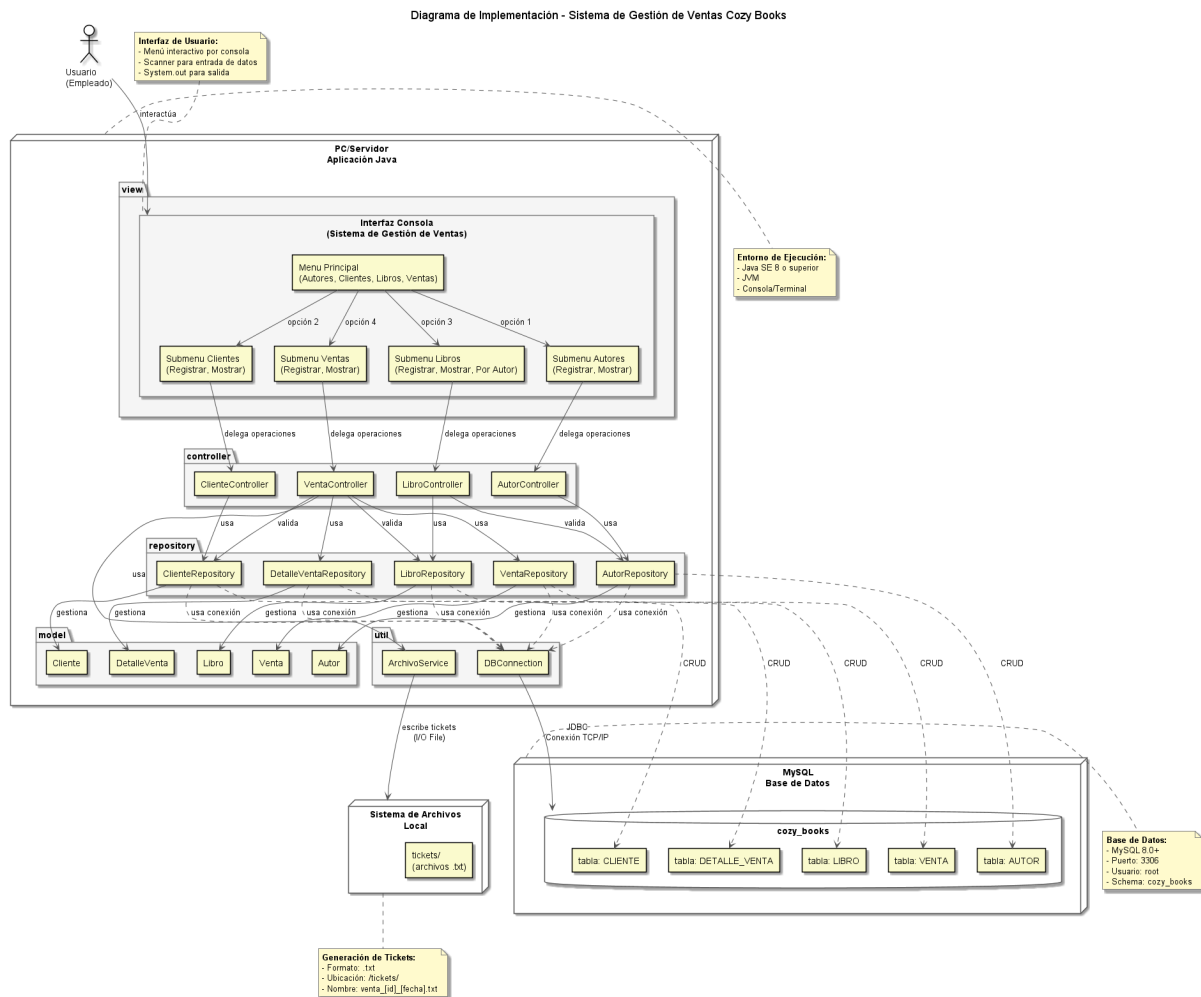 Diagrama de Implementación - Sistema de Gestión de Ventas Cozy Books
Usuario
(Empleado)
Interfaz de Usuario:
- Menú interactivo por consola
- Scanner para entrada de datos
- System.out para salida
interactúa
PC/Servidor
Aplicación Java
view
Interfaz Consola
(Sistema de Gestión de Ventas)
Menu Principal
(Autores, Clientes, Libros, Ventas)
Entorno de Ejecución:
- Java SE 8 o superior
- JVM
- Consola/Terminal
opción 2
opción 4
opción 3
opción 1
Submenu Clientes
(Registrar, Mostrar)
Submenu Ventas
(Registrar, Mostrar)
Submenu Libros
(Registrar, Mostrar, Por Autor)
Submenu Autores
(Registrar, Mostrar)
delega operaciones
delega operaciones
delega operaciones
delega operaciones
controller
ClienteController
VentaController
LibroController
AutorController
usa
valida
usa
valida
usa
usa
valida
usa
usa
repository
ClienteRepository
DetalleVentaRepository
LibroRepository
VentaRepository
AutorRepository
gestiona
gestiona
usa conexión
gestiona
usa conexión
gestiona
usa conexión
gestiona
usa conexión
usa conexión
model
Cliente
DetalleVenta
Libro
Venta
Autor
util
ArchivoService
DBConnection
CRUD
CRUD
CRUD
CRUD
CRUD
escribe tickets
(I/O File)
JDBC
Conexión TCP/IP
Sistema de Archivos
Local
tickets/
(archivos .txt)
MySQL
Base de Datos
cozy_books
tabla: CLIENTE
tabla: DETALLE_VENTA
tabla: LIBRO
tabla: VENTA
tabla: AUTOR
Base de Datos:
- MySQL 8.0+
- Puerto: 3306
- Usuario: root
- Schema: cozy_books
Generación de Tickets:
- Formato: .txt
- Ubicación: /tickets/
- Nombre: venta_[id]_[fecha].txt